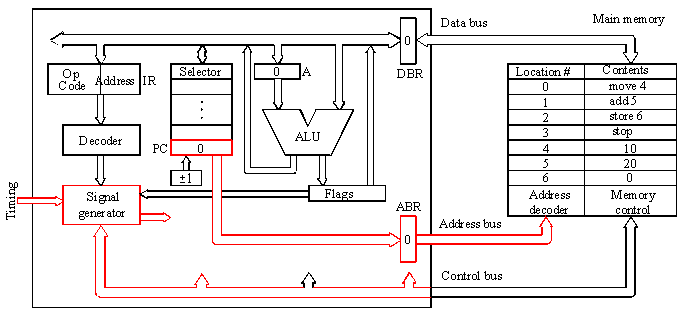 Data bus
Main memory
0
DBR
Op
Code
Address
IR
Selector
0
A
Location #
Contents
0
move 4
1
add 5
2
store 6
3
stop
4
10
5
20
6
0
Address
decoder
Memory
control
Decoder
ALU
PC
0
±1
Flags
Timing
Signal
generator
ABR
0
Address bus
Control bus